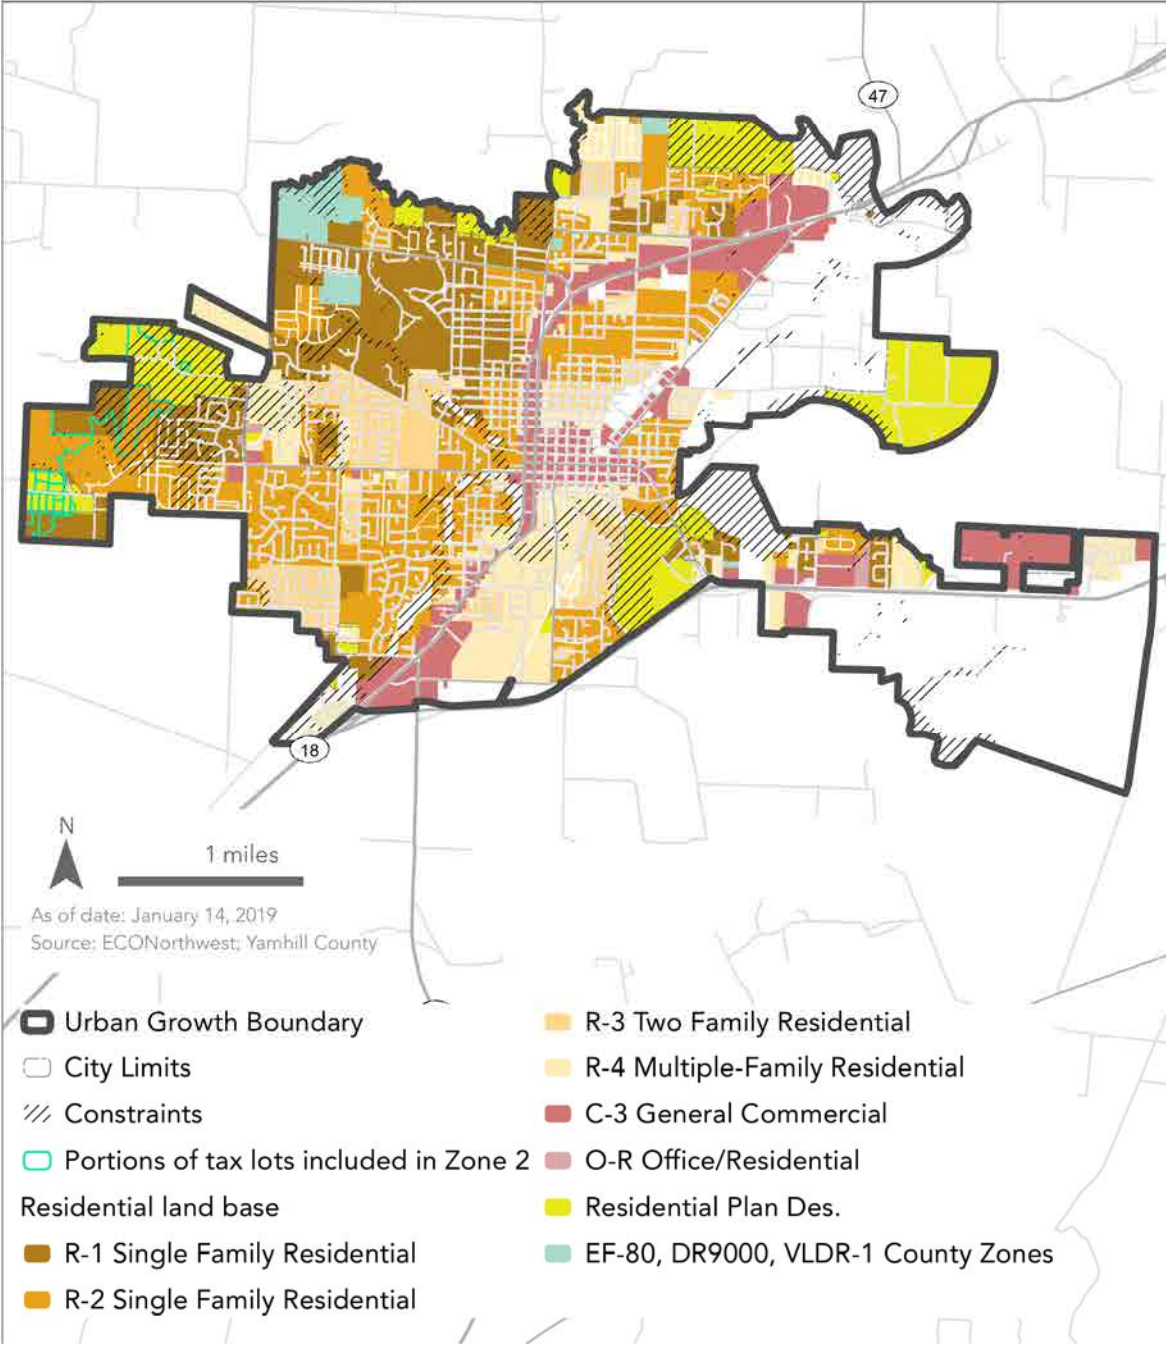 47
18
N
1 miles
As of date: January 14, 2019
Source: ECONorthwest; Yamhill County
Urban Growth Boundary
City Limits
Constraints
Portions of tax lots included in Zone 2
Residential land base
R-1 Single Family Residential
R-2 Single Family Residential
R-3 Two Family Residential
R-4 Multiple-Family Residential
C-3 General Commercial
O-R Office/Residential
Residential Plan Des.
EF-80, DR9000, VLDR-1 County Zones